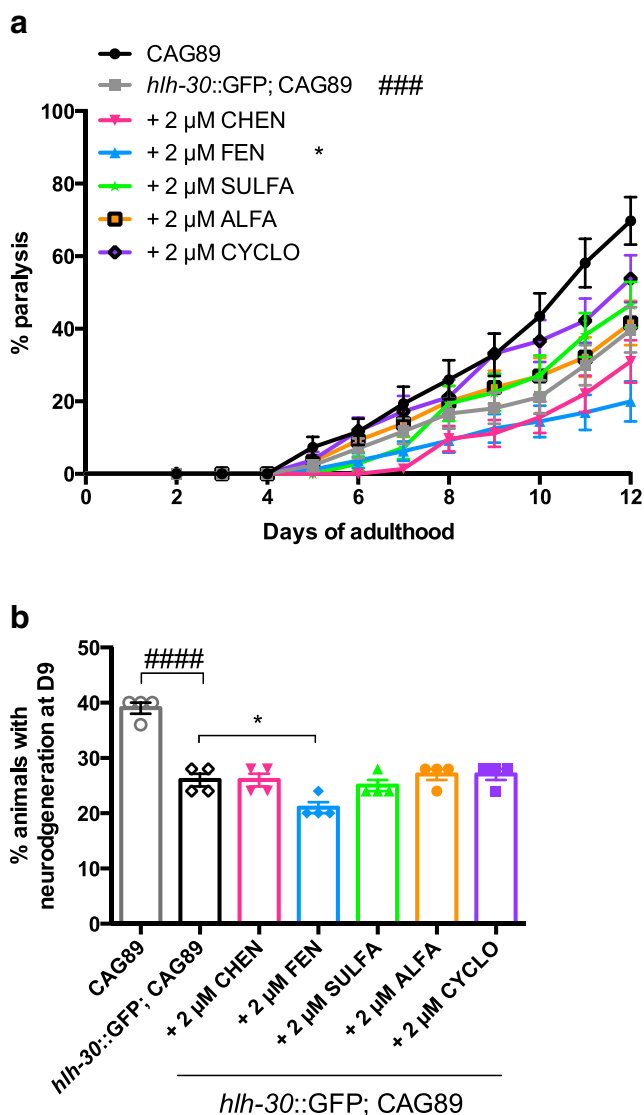 a
CAG89
hlh-30::GFP; CAG89 ###
+ 2 µM CHEN
+ 2 µM FEN *
+ 2 µM SULFA
+ 2 µM ALFA
+ 2 µM CYCLO
% paralysis
100
80
60
40
20
0
0 2 4 6 8 10 12
Days of adulthood
b
% animals with
neurodgeneration at D9
50
40
30
20
10
0
####
*
CAG89
hlh-30::GFP; CAG89
+ 2 µM CHEN
+ 2 µM FEN
+ 2 µM SULFA
+ 2 µM ALFA
+ 2 µM CYCLO
hlh-30::GFP; CAG89